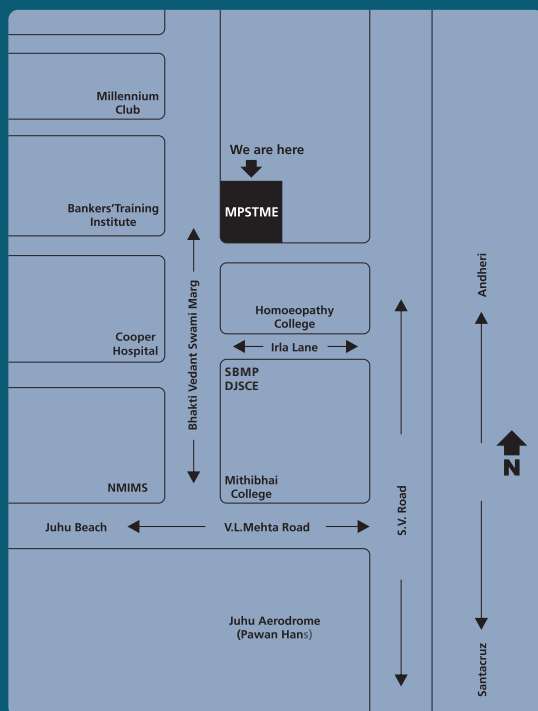 Millennium
Club
We are here
MPSTME
Bankers'Training
Institute
Andheri
Homoeopathy
College
Bhakti Vedant Swami Marg
Cooper
Hospital
Irla Lane
SBMP
DJSCE
N
NMIMS
Mithibhai
College
S.V. Road
Juhu Beach
V.L.Mehta Road
Juhu Aerodrome
(Pawan Hans)
Santacruz